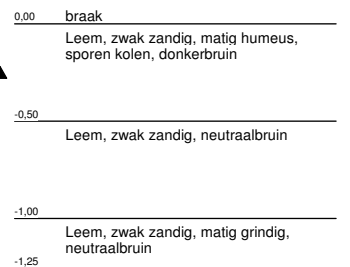 0,00 braak
Leem, zwak zandig, matig humeus,
sporen kolen, donkerbruin
-0,50
Leem, zwak zandig, neutraalbruin
-1,00
Leem, zwak zandig, matig grindig,
neutraalbruin
-1,25